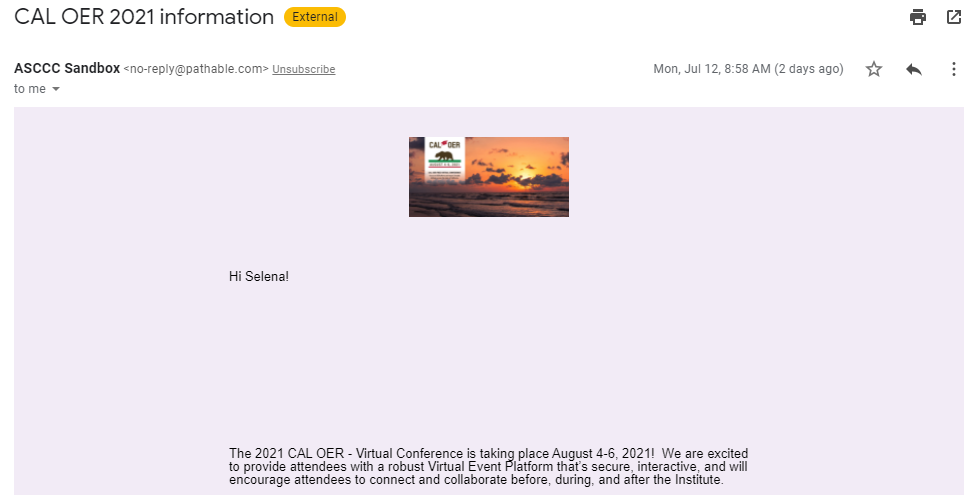 CAL OER 2021 information External
ASCCC Sandbox <no-reply@pathable.com> Unsubscribe Mon, Jul 12, 8:58 AM (2 days ago)
to me
CAL OER
Hi Selena!
The 2021 CAL OER - Virtual Conference is taking place August 4-6, 2021!  We are excited
to provide attendees with a robust Virtual Event Platform that's secure, interactive, and will
encourage attendees to connect and collaborate before, during, and after the Institute.